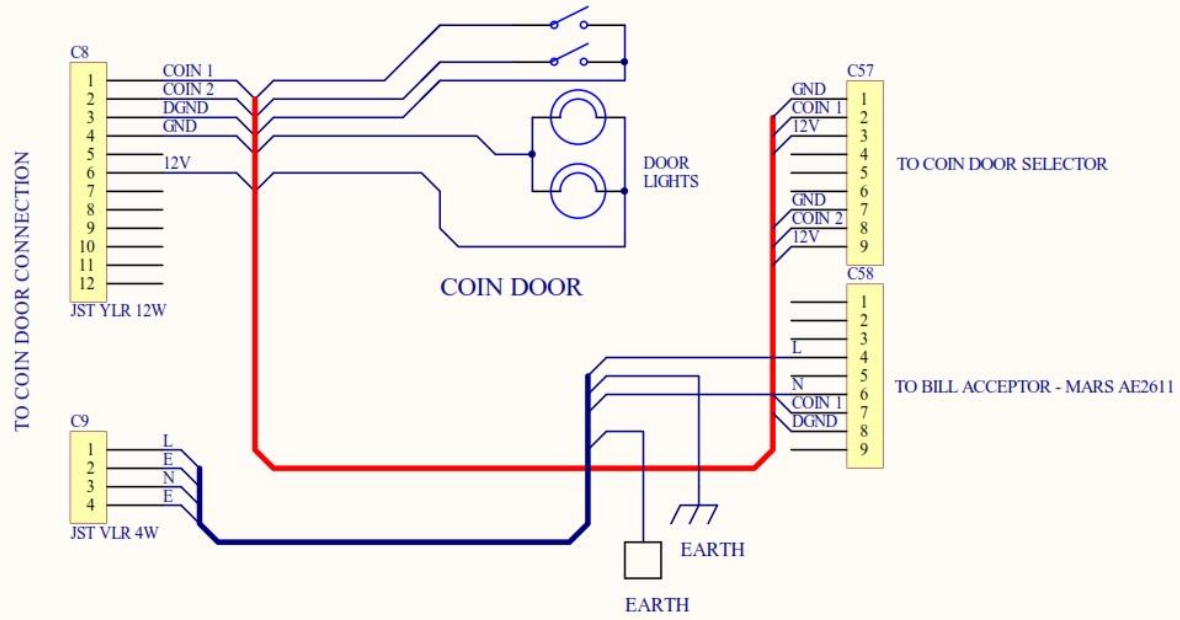 TO COIN DOOR CONNECTION
C8
1 COIN 1
2 COIN 2
3 DGND
4 GND
5
6 12V
7
8
9
10
11
12
JST YLR 12W
DOOR
LIGHTS
COIN DOOR
C9
1 L
2 E
3 N
4 E
JST VLR 4W
EARTH
EARTH
C57
GND 1
COIN 1 2
12V 3
4
5
6
GND 7
COIN 2 8
12V 9
TO COIN DOOR SELECTOR
C58
1
2
3
L 4
5
N 6
COIN 1 7
DGND 8
9
TO BILL ACCEPTOR - MARS AE2611